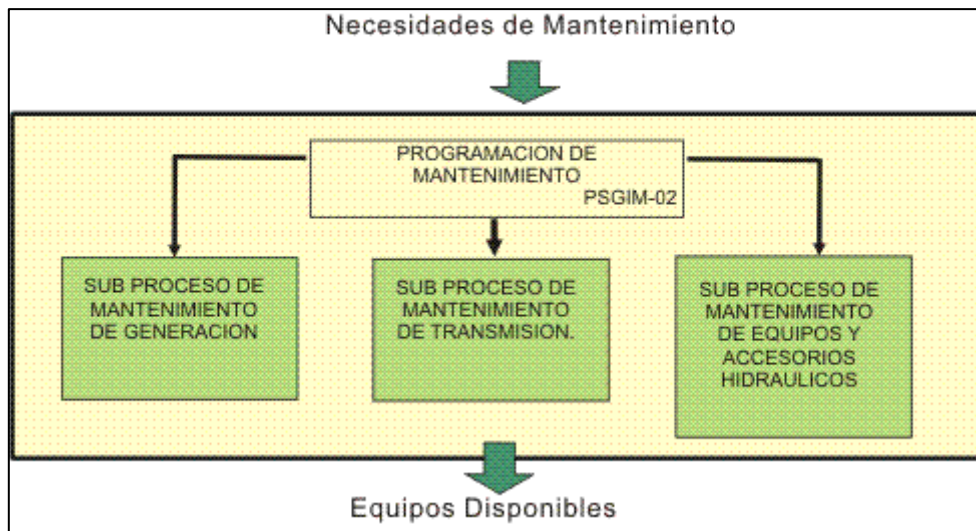 Necesidades de Mantenimiento
PROGRAMACION DE
MANTENIMIENTO
PSGIM-02
SUB PROCESO DE
MANTENIMIENTO
DE GENERACION
SUB PROCESO DE
MANTENIMIENTO
DE TRANSMISION.
SUB PROCESO DE
MANTENIMIENTO
DE EQUIPOS Y
ACCESORIOS
HIDRAULICOS
Equipos Disponibles